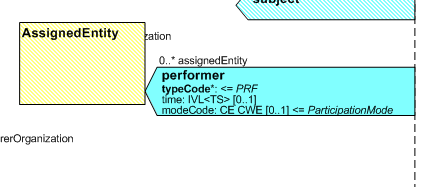 subject
AssignedEntity
zation
0..* assignedEntity
performer
typeCode*: <= PRF
time: IVL<TS> [0..1]
modeCode: CE CWE [0..1] <= ParticipationMode
rerOrganization